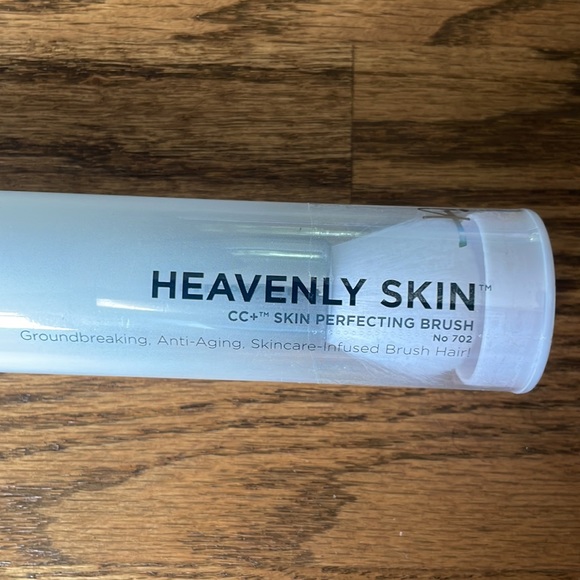 HEAVENLY SKIN™
CC+™ SKIN PERFECTING BRUSH
No 702
Groundbreaking, Anti-Aging, Skincare-Infused Brush Hair!